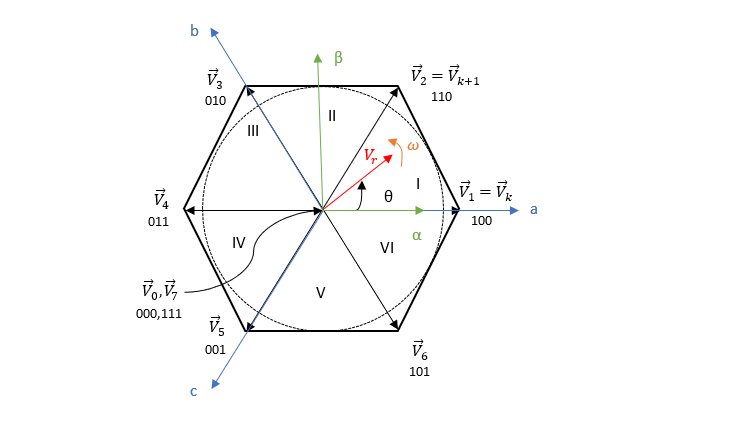 b
β
V⃗₃
010
V⃗₂ = V⃗ₖ₊₁
110
II
III
Vᵣ
ω
I
θ
V⃗₁ = V⃗ₖ
100
a
V⃗₄
011
α
IV
VI
V⃗₀,V⃗₇
000,111
V
V⃗₅
001
V⃗₆
101
c